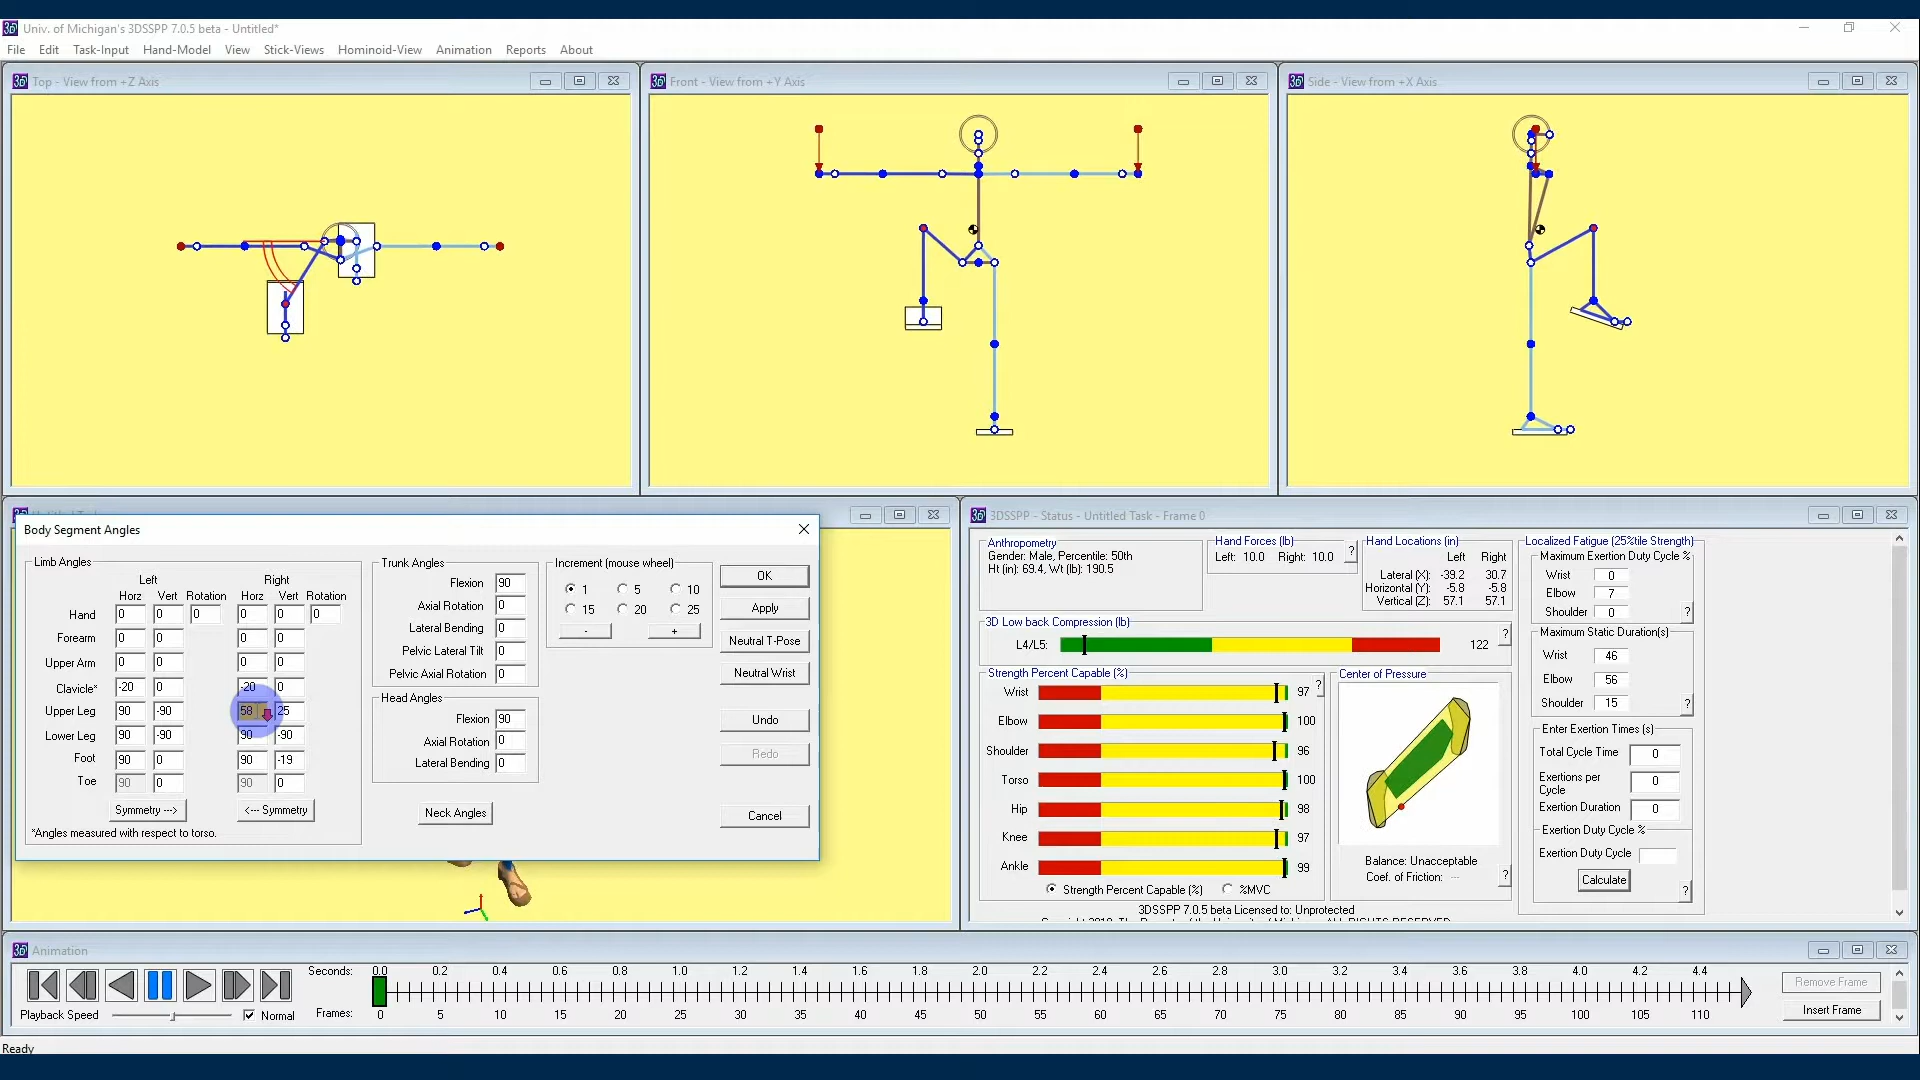 Univ. of Michigan's 3DSSPP 7.0.5 beta - Untitled*
File Edit Task-Input Hand-Model View Stick-Views Hominoid-View Animation Reports About
Top - View from +Z Axis
Front - View from +Y Axis
Side - View from +X Axis
Body Segment Angles
Limb Angles
Left Right
Horz Vert Rotation Horz Vert Rotation
Hand 0 0 0 0 0 0
Forearm 0 0 0 0
Upper Arm 0 0 0 0
Clavicle* -20 0 -20 0
Upper Leg 90 -90 58 25
Lower Leg 90 -90 90 -90
Foot 90 0 90 -19
Toe 90 0 90 0
Symmetry --> <--- Symmetry
*Angles measured with respect to torso.
Trunk Angles
Flexion 90
Axial Rotation 0
Lateral Bending 0
Pelvic Lateral Tilt 0
Pelvic Axial Rotation 0
Head Angles
Flexion 90
Axial Rotation 0
Lateral Bending 0
Neck Angles
Increment (mouse wheel)
1 5 10
15 20 25
- +
OK
Apply
Neutral T-Pose
Neutral Wrist
Undo
Redo
Cancel
3DSSPP - Status - Untitled Task - Frame 0
Anthropometry
Gender: Male, Percentile: 50th
Ht (in): 69.4, Wt (lb): 190.5
Hand Forces (lb)
Left: 10.0 Right: 10.0 ?
Hand Locations (in)
Left Right
Lateral (X): -39.2 30.7
Horizontal (Y): -5.8 -5.8
Vertical (Z): 57.1 57.1
3D Low back Compression (lb)
L4/L5: 122 ?
Strength Percent Capable (%)
Wrist 97 ?
Elbow 100
Shoulder 96
Torso 100
Hip 98
Knee 97
Ankle 99
Strength Percent Capable (%) %MVC
Center of Pressure
Balance: Unacceptable
Coef. of Friction: --- ?
3DSSPP 7.0.5 beta Licensed to: Unprotected
Localized Fatigue (25%tile Strength)
Maximum Exertion Duty Cycle %
Wrist 0
Elbow 7
Shoulder 0 ?
Maximum Static Duration(s)
Wrist 46
Elbow 56
Shoulder 15 ?
Enter Exertion Times (s)
Total Cycle Time 0
Exertions per
Cycle 0
Exertion Duration 0
Exertion Duty Cycle %
Exertion Duty Cycle
Calculate ?
Animation
Seconds: 0.0 0.2 0.4 0.6 0.8 1.0 1.2 1.4 1.6 1.8 2.0 2.2 2.4 2.6 2.8 3.0 3.2 3.4 3.6 3.8 4.0 4.2 4.4
Frames: 0 5 10 15 20 25 30 35 40 45 50 55 60 65 70 75 80 85 90 95 100 105 110
Playback Speed Normal
Remove Frame
Insert Frame
Ready